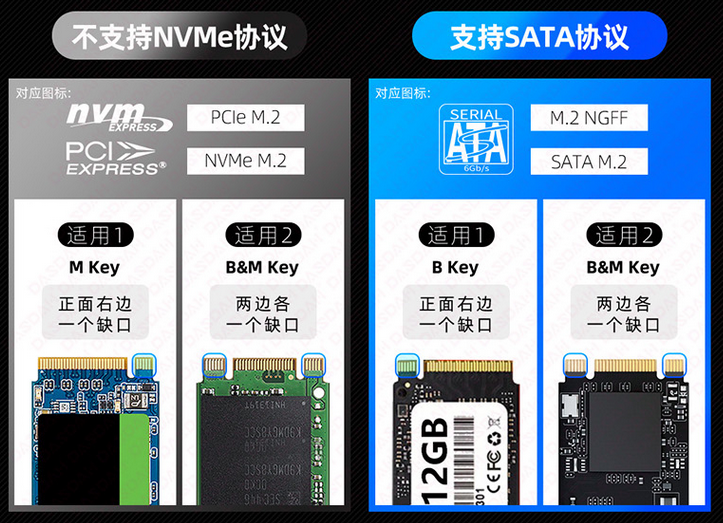 不支持NVMe协议
对应图标:
nvm
EXPRESS
PCI
EXPRESS®
PCIe M.2
NVMe M.2
适用1
M Key
正面右边
一个缺口
适用2
B&M Key
两边各
一个缺口
支持SATA协议
对应图标:
SERIAL
ATA
6Gb/s
M.2 NGFF
SATA M.2
适用1
B Key
正面右边
一个缺口
适用2
B&M Key
两边各
一个缺口
12GB
301
CE FC